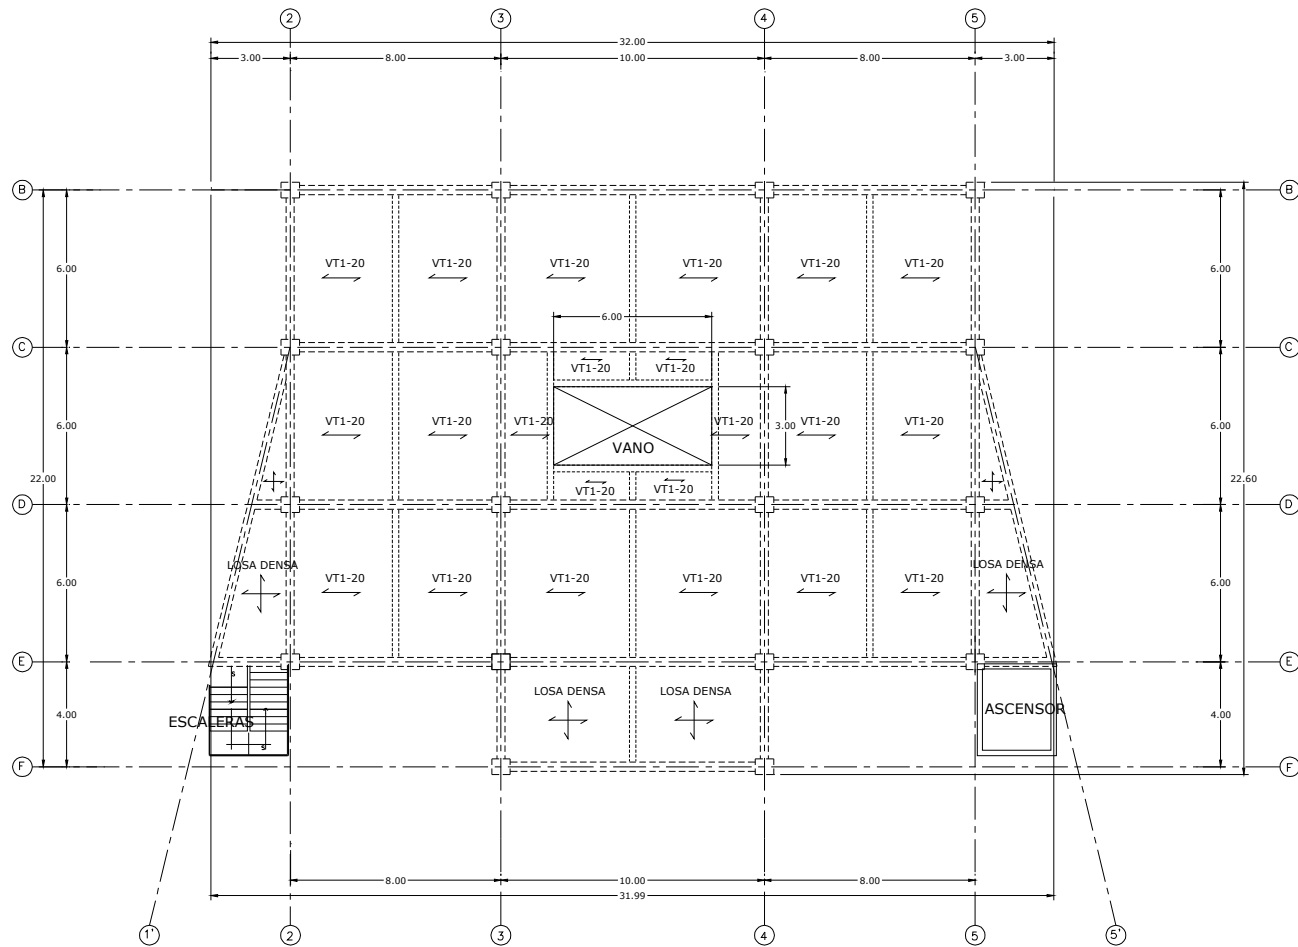 2 3 4 5
32.00
3.00 8.00 10.00 8.00 3.00
B B
6.00 VT1-20 VT1-20 VT1-20 VT1-20 VT1-20 VT1-20 6.00
6.00
C C
VT1-20 VT1-20
6.00 VT1-20 VT1-20 VT1-20 3.00 VT1-20 VT1-20 VT1-20 6.00
VANO
22.00 22.60
VT1-20 VT1-20
D D
LOSA DENSA LOSA DENSA
6.00 VT1-20 VT1-20 VT1-20 VT1-20 VT1-20 VT1-20 6.00
E E
S
LOSA DENSA LOSA DENSA
4.00 ESCALERAS ASCENSOR 4.00
S
F F
8.00 10.00 8.00
31.99
1' 2 3 4 5 5'